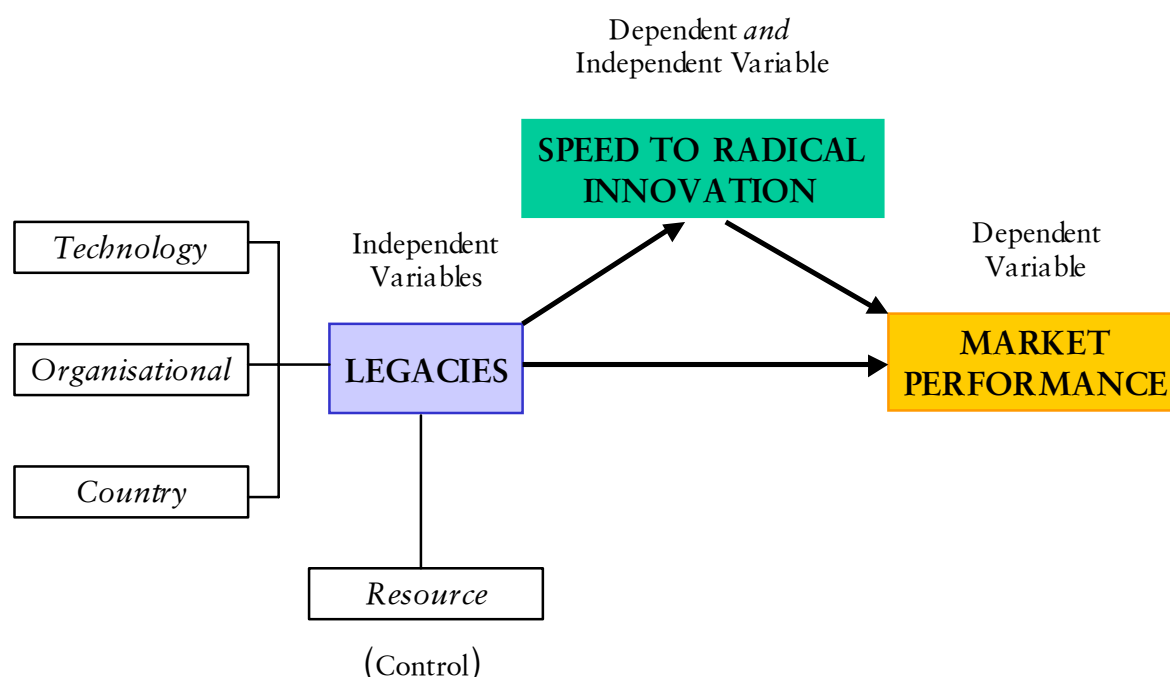 Dependent and
Independent Variable
SPEED TO RADICAL
INNOVATION
Technology
Independent
Variables
Dependent
Variable
Organisational
LEGACIES
MARKET
PERFORMANCE
Country
Resource
(Control)